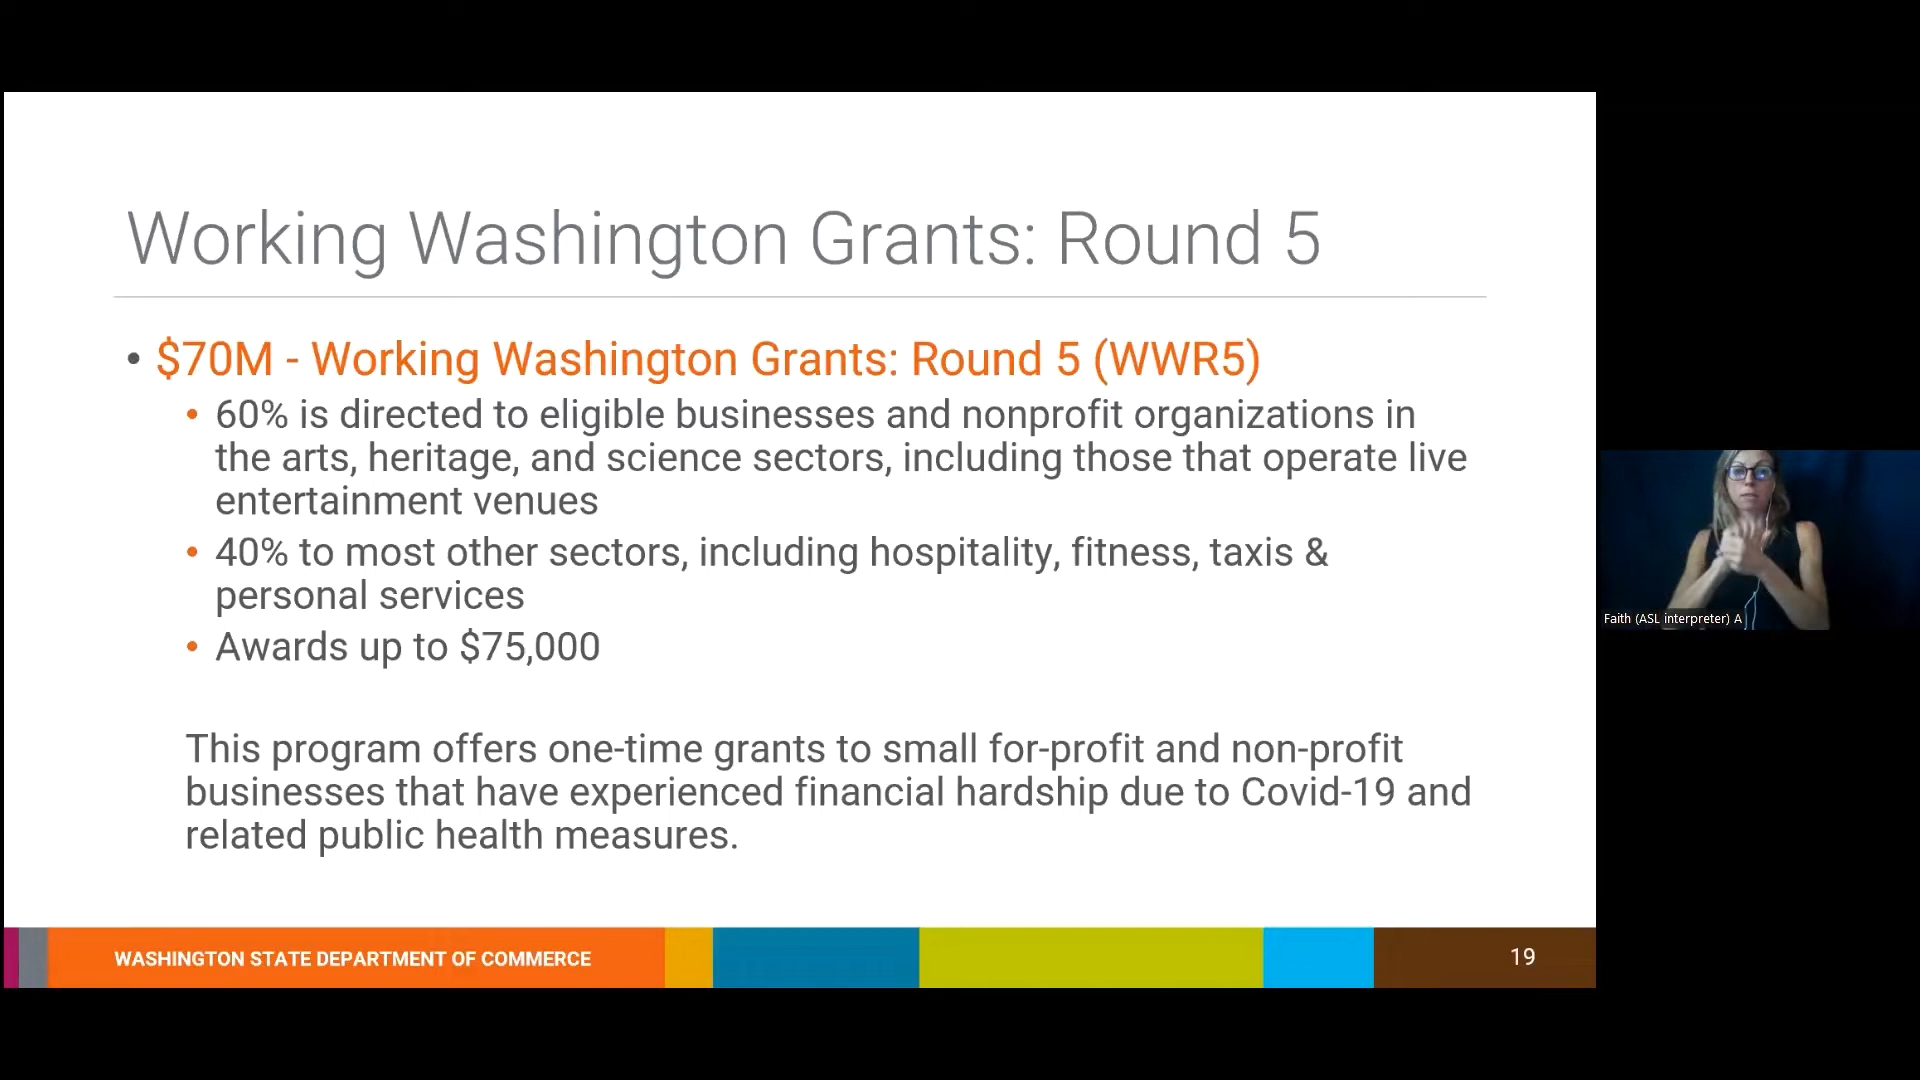 Working Washington Grants: Round 5
• $70M - Working Washington Grants: Round 5 (WWR5)
• 60% is directed to eligible businesses and nonprofit organizations in
the arts, heritage, and science sectors, including those that operate live
entertainment venues
• 40% to most other sectors, including hospitality, fitness, taxis &
personal services
• Awards up to $75,000
This program offers one-time grants to small for-profit and non-profit
businesses that have experienced financial hardship due to Covid-19 and
related public health measures.
WASHINGTON STATE DEPARTMENT OF COMMERCE
19
Faith (ASL interpreter) A